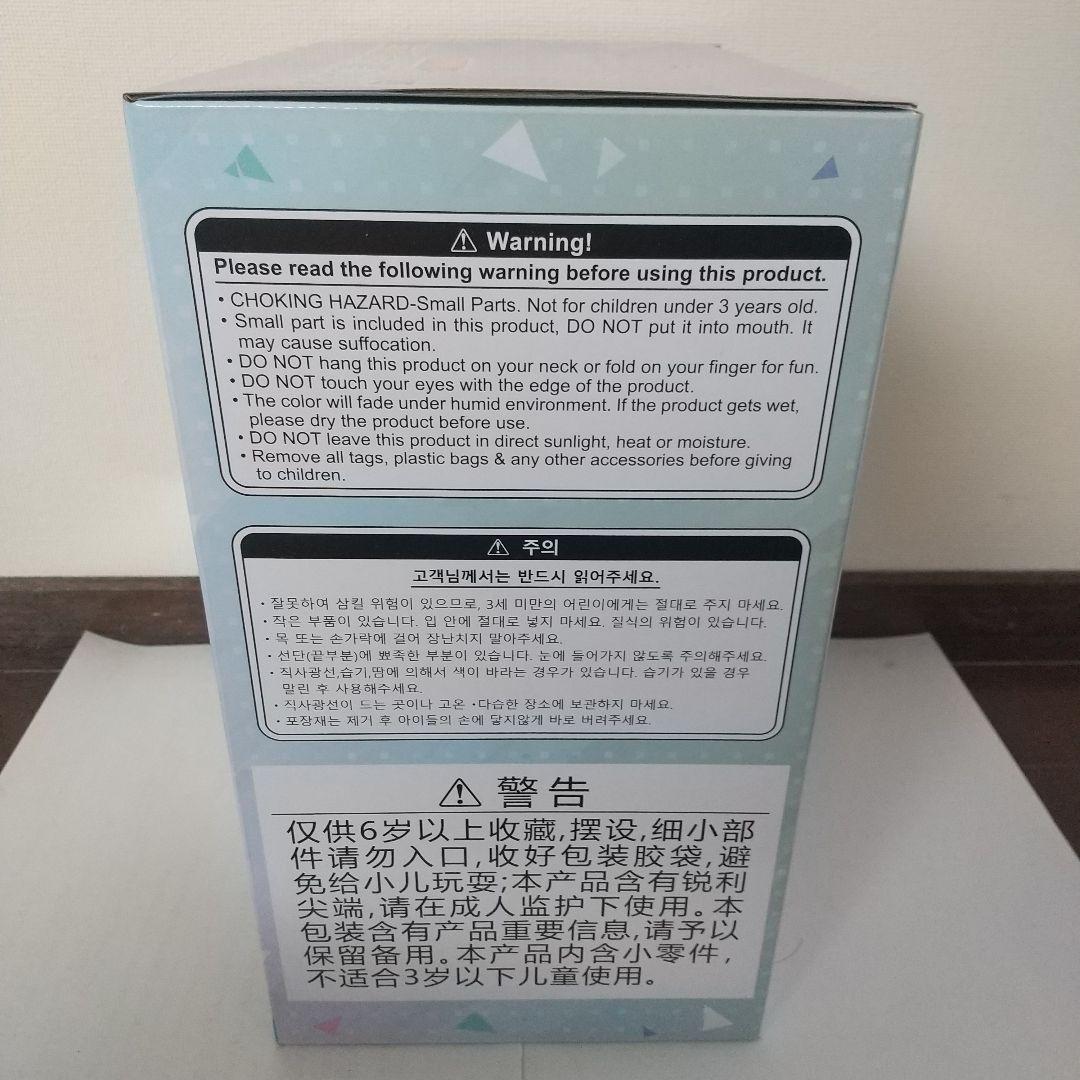 ⚠ Warning!
Please read the following warning before using this product.
・CHOKING HAZARD-Small Parts. Not for children under 3 years old.
・Small part is included in this product, DO NOT put it into mouth. It
may cause suffocation.
・DO NOT hang this product on your neck or fold on your finger for fun.
・DO NOT touch your eyes with the edge of the product.
・The color will fade under humid environment. If the product gets wet,
please dry the product before use.
・DO NOT leave this product in direct sunlight, heat or moisture.
・Remove all tags, plastic bags & any other accessories before giving
to children.
⚠ 주의
고객님께서는 반드시 읽어주세요.
・잘못하여 삼킬 위험이 있으므로, 3세 미만의 어린이에게는 절대로 주지 마세요.
・작은 부품이 있습니다. 입 안에 절대로 넣지 마세요. 질식의 위험이 있습니다.
・목 또는 손가락에 걸어 장난치지 말아주세요.
・선단(끝부분)에 뾰족한 부분이 있습니다. 눈에 들어가지 않도록 주의해주세요.
・직사광선,습기,땀에 의해서 색이 바라는 경우가 있습니다. 습기가 있을 경우
말린 후 사용해수세요.
・직사광선이 드는 곳이나 고온・다습한 장소에 보관하지 마세요.
・포장재는 제거 후 아이들의 손에 닿지않게 바로 버려주세요.
⚠ 警告
仅供6岁以上收藏,摆设,细小部
件请勿入口,收好包装胶袋,避
免给小儿玩耍;本产品含有锐利
尖端,请在成人监护下使用。本
包装含有产品重要信息,请予以
保留备用。本产品内含小零件,
不适合3岁以下儿童使用。